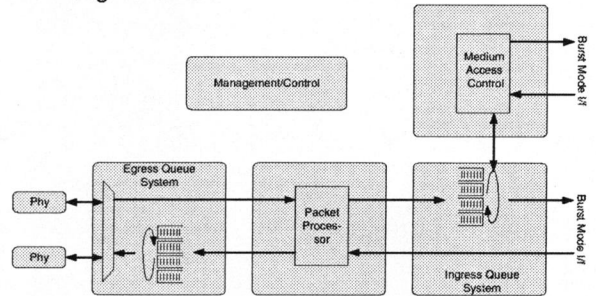 Management/Control
Medium
Access
Control
Burst Mode I/f
Burst Mode I/f
Egress Queue
System
Phy
Phy
Packet
Proces-
sor
Ingress Queue
System